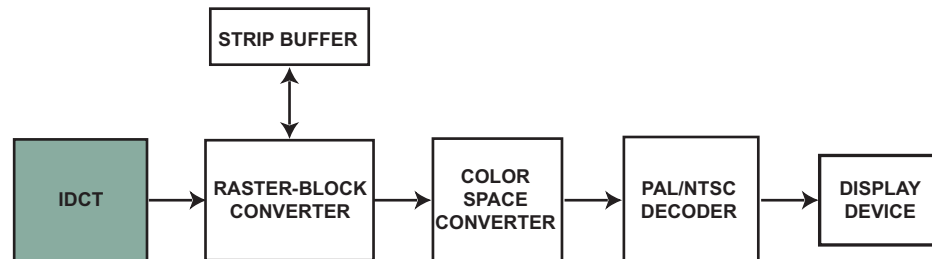 STRIP BUFFER
IDCT
RASTER-BLOCK
CONVERTER
COLOR
SPACE
CONVERTER
PAL/NTSC
DECODER
DISPLAY
DEVICE